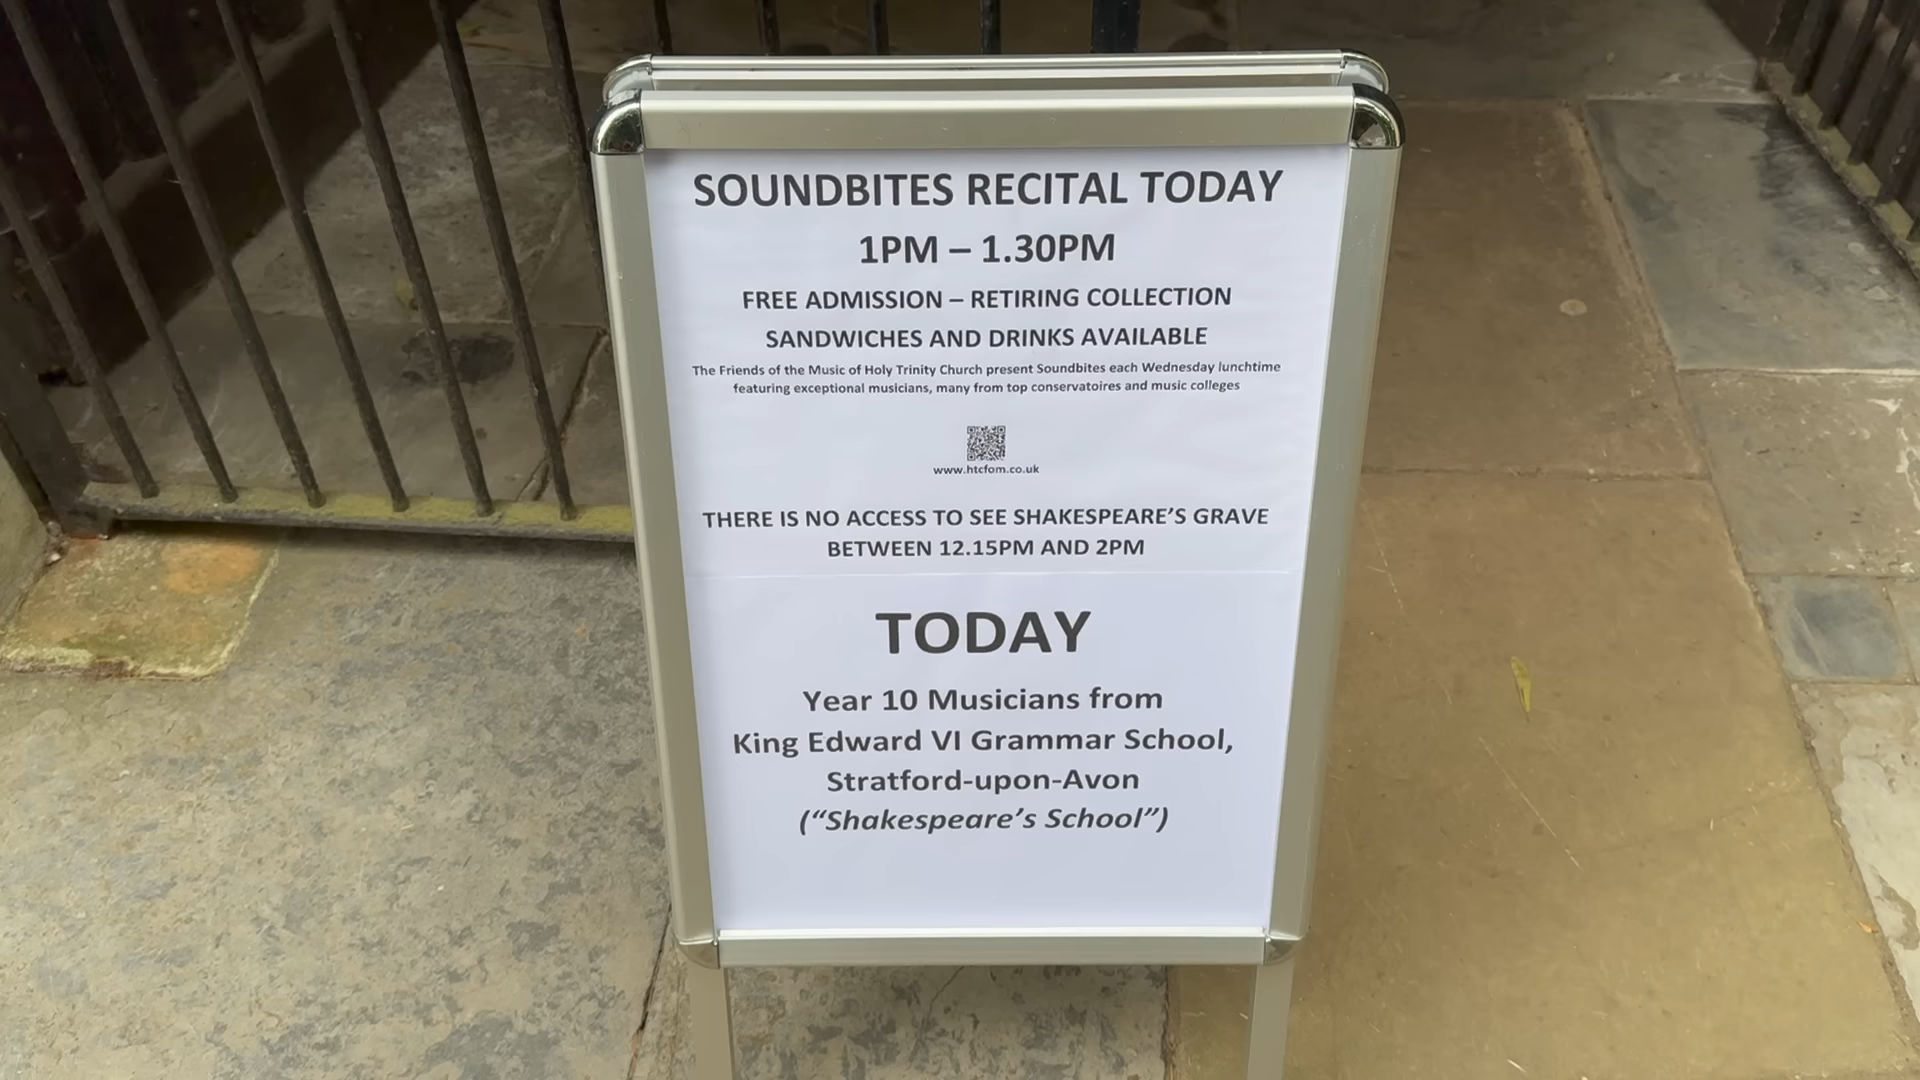 SOUNDBITES RECITAL TODAY
1PM – 1.30PM
FREE ADMISSION – RETIRING COLLECTION
SANDWICHES AND DRINKS AVAILABLE
The Friends of the Music of Holy Trinity Church present Soundbites each Wednesday lunchtime
featuring exceptional musicians, many from top conservatoires and music colleges
www.htcfom.co.uk
THERE IS NO ACCESS TO SEE SHAKESPEARE’S GRAVE
BETWEEN 12.15PM AND 2PM
TODAY
Year 10 Musicians from
King Edward VI Grammar School,
Stratford-upon-Avon
(“Shakespeare’s School”)